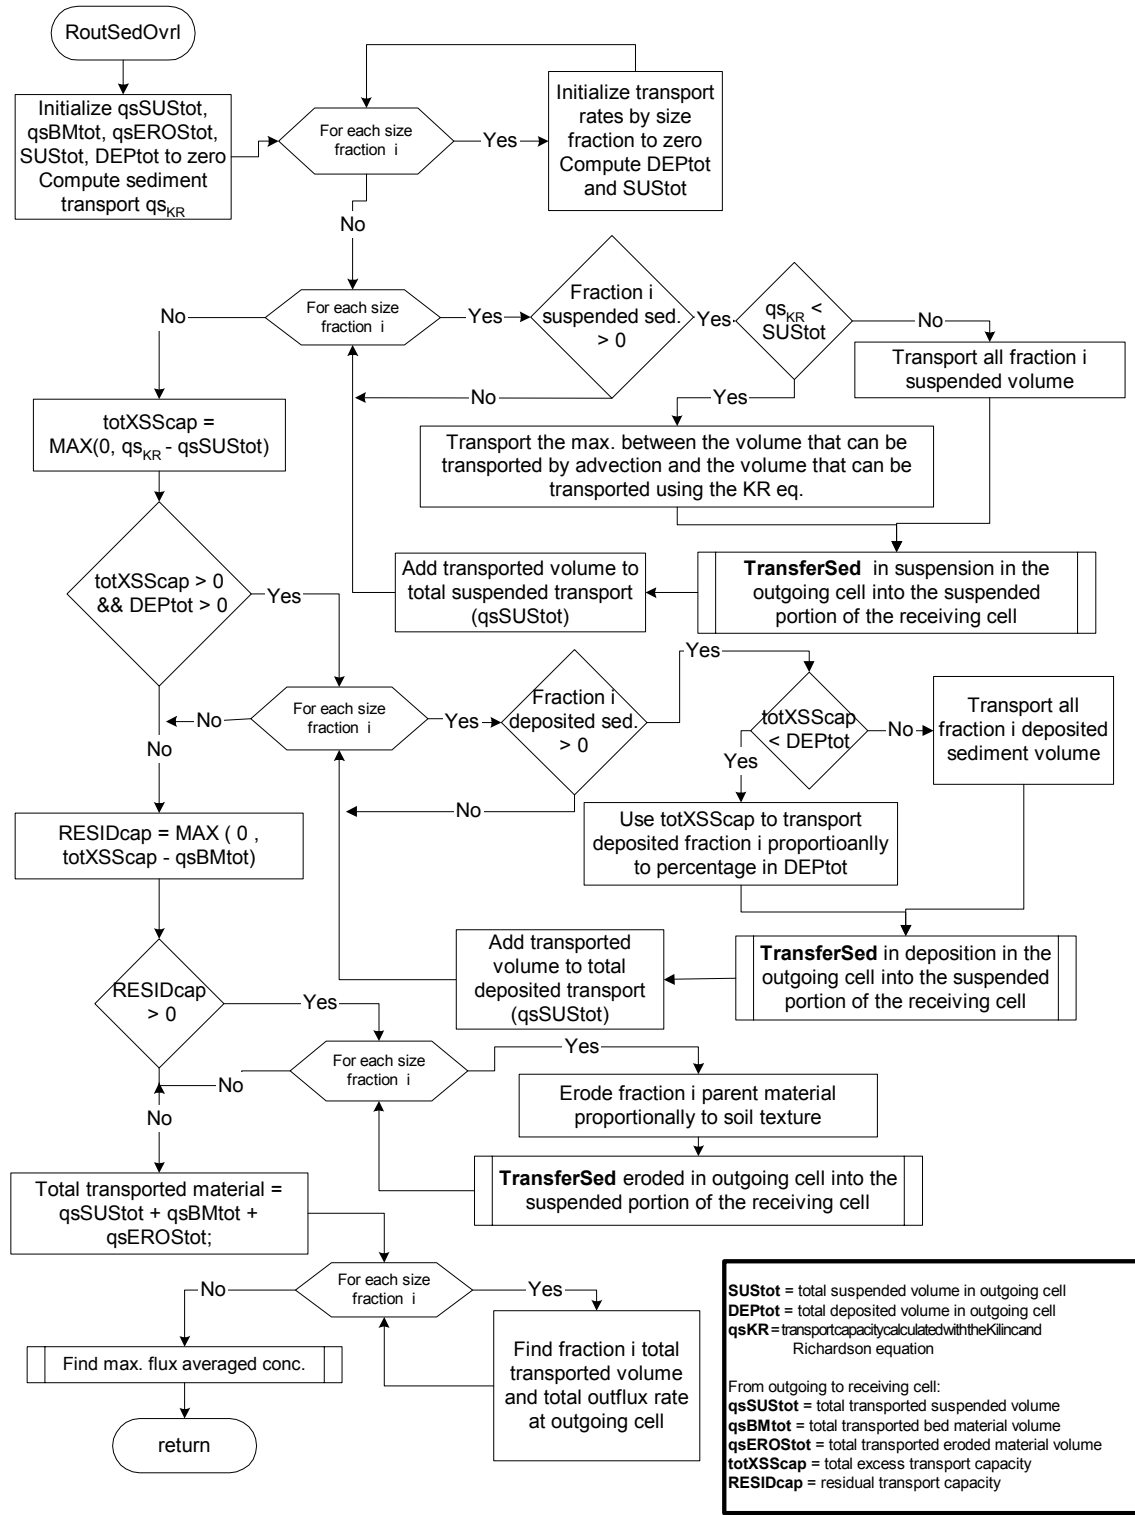 RoutSedOvrl
Initialize qsSUStot,
qsBMtot, qsEROStot,
SUStot, DEPtot to zero
Compute sediment
transport qsKR
For each size
fraction i
Yes
Initialize transport
rates by size
fraction to zero
Compute DEPtot
and SUStot
No
For each size
fraction i
No
Yes
Fraction i
suspended sed.
> 0
Yes
qsKR <
SUStot
No
Transport all fraction i
suspended volume
No
Yes
totXSScap =
MAX(0, qsKR - qsSUStot)
Transport the max. between the volume that can be
transported by advection and the volume that can be
transported using the KR eq.
totXSScap > 0
&& DEPtot > 0
Yes
Add transported volume to
total suspended transport
(qsSUStot)
TransferSed in suspension in the
outgoing cell into the suspended
portion of the receiving cell
No
For each size
fraction i
No
Yes
Fraction i
deposited sed.
> 0
Yes
totXSScap
< DEPtot
No
Transport all
fraction i deposited
sediment volume
Yes
No
RESIDcap = MAX ( 0 ,
totXSScap - qsBMtot)
Use totXSScap to transport
deposited fraction i proportioanlly
to percentage in DEPtot
Add transported
volume to total
deposited transport
(qsSUStot)
TransferSed in deposition in the
outgoing cell into the suspended
portion of the receiving cell
RESIDcap
> 0
Yes
For each size
fraction i
No
Yes
Erode fraction i parent material
proportionally to soil texture
No
TransferSed eroded in outgoing cell into the
suspended portion of the receiving cell
Total transported material =
qsSUStot + qsBMtot +
qsEROStot;
For each size
fraction i
No
Yes
Find max. flux averaged conc.
Find fraction i total
transported volume
and total outflux rate
at outgoing cell
return
SUStot = total suspended volume in outgoing cell
DEPtot = total deposited volume in outgoing cell
qsKR = transportcapacitycalculatedwiththeKilincand
Richardson equation
From outgoing to receiving cell:
qsSUStot = total transported suspended volume
qsBMtot = total transported bed material volume
qsEROStot = total transported eroded material volume
totXSScap = total excess transport capacity
RESIDcap = residual transport capacity